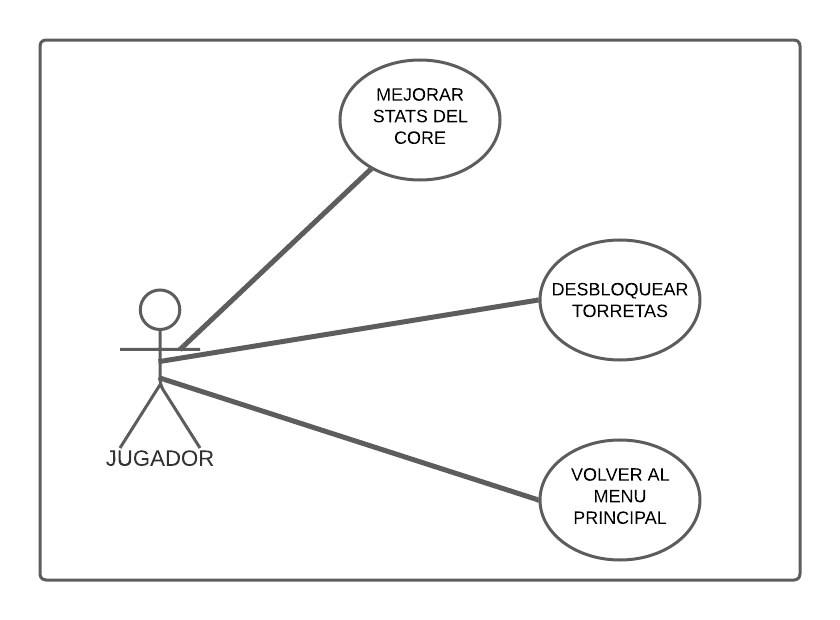 MEJORAR
STATS DEL
CORE
DESBLOQUEAR
TORRETAS
JUGADOR
VOLVER AL
MENU
PRINCIPAL